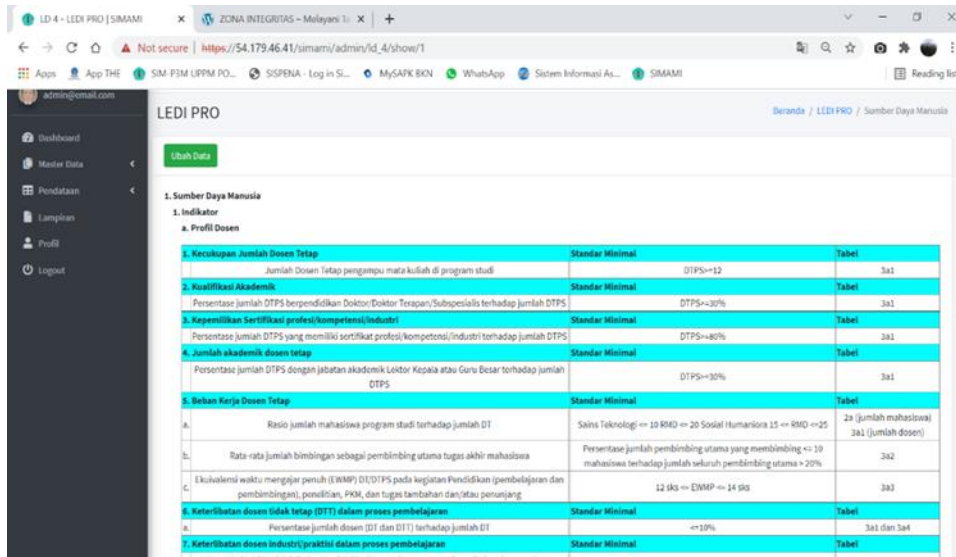 LD 4 - LEDI PRO | SIMAMI
ZONA INTEGRITAS – Melayani
Not secure | https://54.179.46.41/simami/admin/ld_4/show/1
Apps
App THE
SIM-P3M UPPM PO...
SISPENA - Log in Si...
MySAPK BKN
WhatsApp
Sistem Informasi As...
SIMAMI
Reading list
admin@email.com
LEDI PRO
Beranda / LEDI PRO / Sumber Daya Manusia
Dashboard
Master Data
Pendataan
Lampiran
Profil
Logout
Ubah Data
1. Sumber Daya Manusia
1. Indikator
a. Profil Dosen
1. Kecukupan Jumlah Dosen Tetap Standar Minimal Tabel
Jumlah Dosen Tetap pengampu mata kuliah di program studi DTPS>=12 3a1
2. Kualifikasi Akademik Standar Minimal Tabel
Persentase jumlah DTPS berpendidikan Doktor/Doktor Terapan/Subspesialis terhadap jumlah DTPS DTPS>=30% 3a1
3. Kepemilikan Sertifikasi profesi/kompetensi/industri Standar Minimal Tabel
Persentase jumlah DTPS yang memiliki sertifikat profesi/kompetensi/industri terhadap jumlah DTPS DTPS>=80% 3a1
4. Jumlah akademik dosen tetap Standar Minimal Tabel
Persentase jumlah DTPS dengan jabatan akademik Lektor Kepala atau Guru Besar terhadap jumlah
DTPS
DTPS>=30% 3a1
5. Beban Kerja Dosen Tetap Standar Minimal Tabel
a. Rasio jumlah mahasiswa program studi terhadap jumlah DT Sains Teknologi <= 10 RMD <= 20 Sosial Humaniora 15 <= RMD <=25
2a (jumlah mahasiswa)
3a1 (jumlah dosen)
b. Rata-rata jumlah bimbingan sebagai pembimbing utama tugas akhir mahasiswa
Persentase jumlah pembimbing utama yang membimbing <= 10
mahasiswa terhadap jumlah seluruh pembimbing utama > 20%
3a2
c. Ekuivalensi waktu mengajar penuh (EWMP) DT/DTPS pada kegiatan Pendidikan (pembelajaran dan
pembimbingan), penelitian, PKM, dan tugas tambahan dan/atau penunjang
12 sks <= EWMP <= 14 sks 3a3
6. Keterlibatan dosen tidak tetap (DTT) dalam proses pembelajaran Standar Minimal Tabel
a. Persentase jumlah dosen (DT dan DTT) terhadap jumlah DT <=10% 3a1 dan 3a4
7. Keterlibatan dosen industri/praktisi dalam proses pembelajaran Standar Minimal Tabel